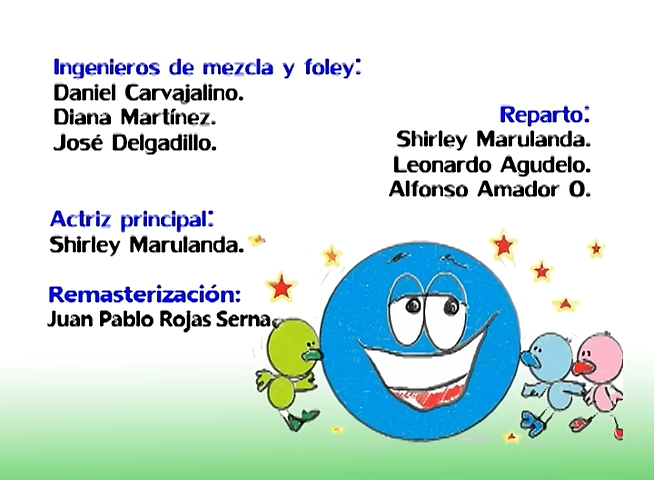 Ingenieros de mezcla y foley:
Daniel Carvajalino.
Diana Martínez.
José Delgadillo.
Reparto:
Shirley Marulanda.
Leonardo Agudelo.
Alfonso Amador O.
Actriz principal:
Shirley Marulanda.
Remasterización:
Juan Pablo Rojas Serna.